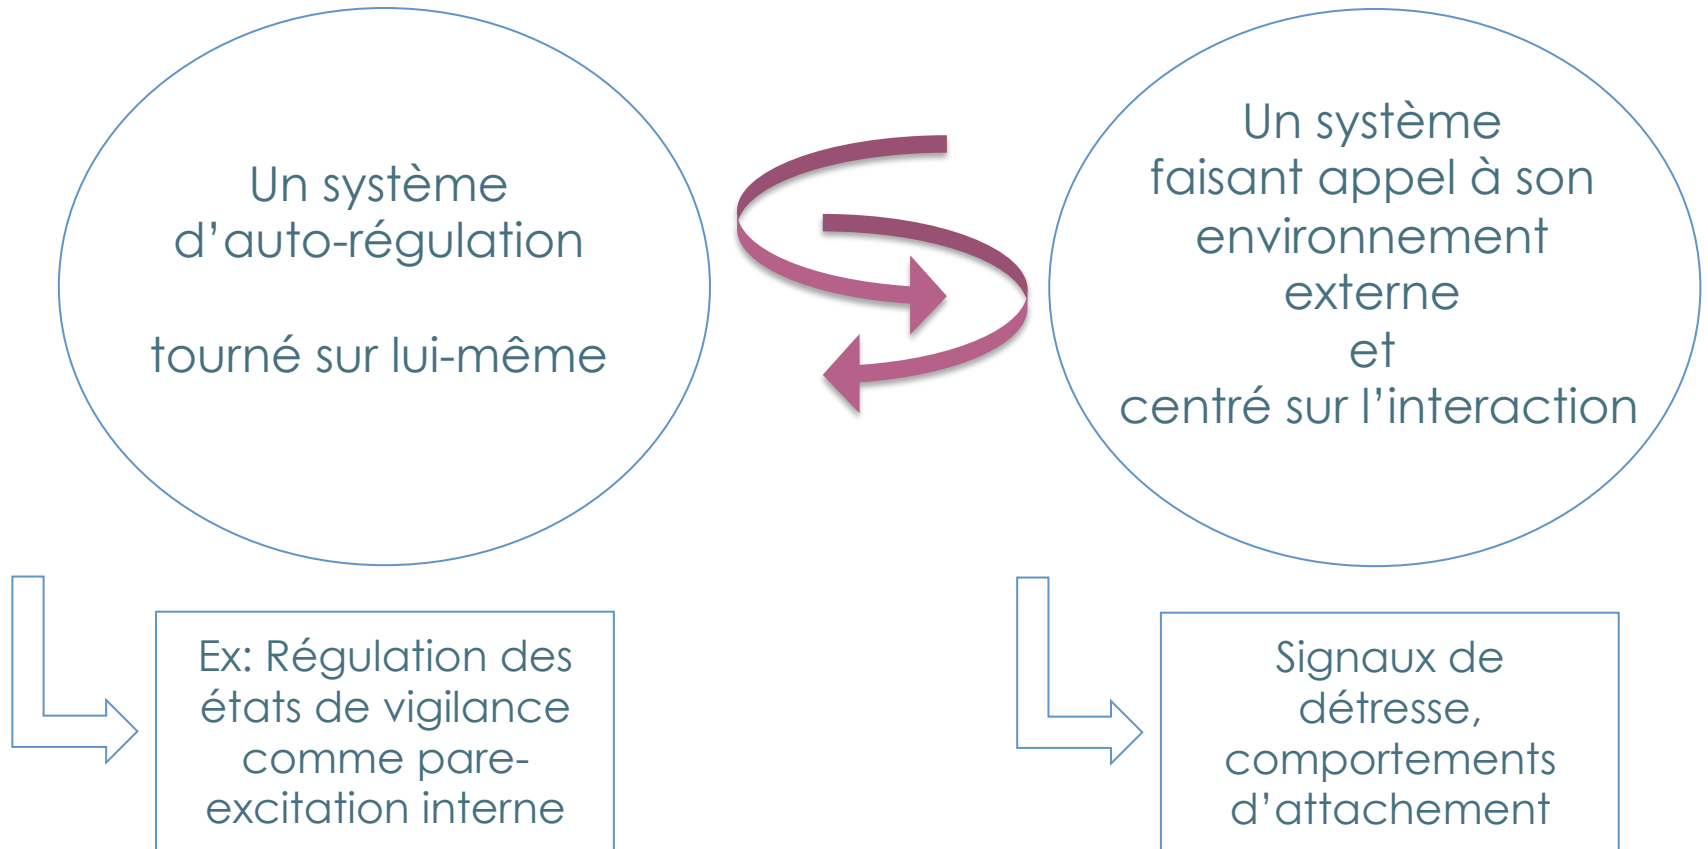 Un système
d’auto-régulation
tourné sur lui-même
Un système
faisant appel à son
environnement
externe
et
centré sur l’interaction
Ex: Régulation des
états de vigilance
comme pare-
excitation interne
Signaux de
détresse,
comportements
d’attachement